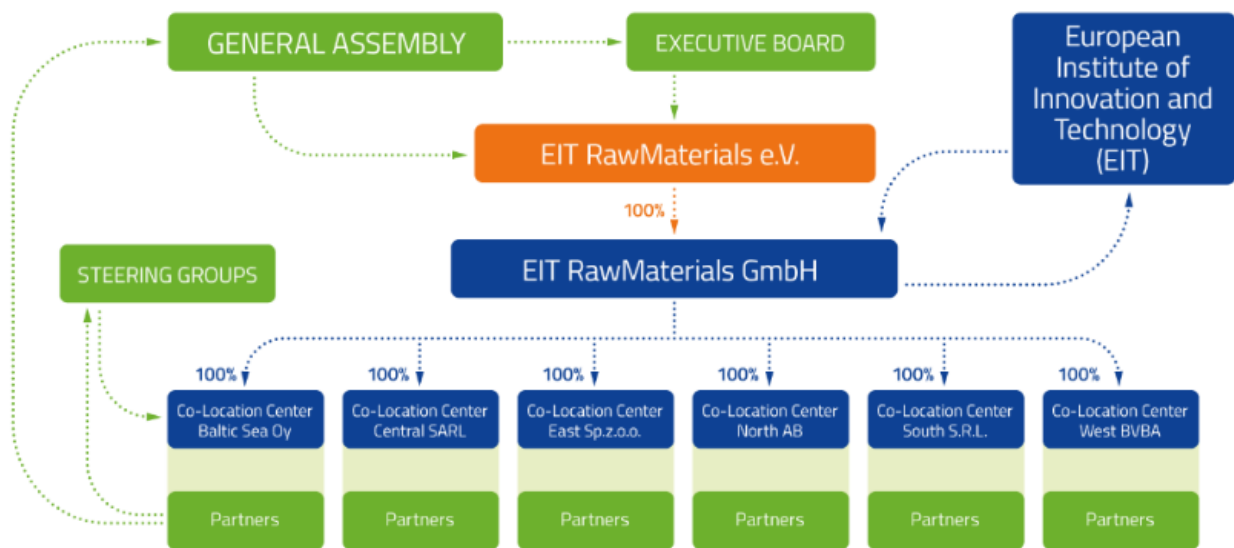 GENERAL ASSEMBLY
EXECUTIVE BOARD
European
Institute of
Innovation and
Technology
(EIT)
EIT RawMaterials e.V.
100%
EIT RawMaterials GmbH
STEERING GROUPS
100%
100%
100%
100%
100%
100%
Co-Location Center
Baltic Sea Oy
Co-Location Center
Central SARL
Co-Location Center
East Sp.z.o.o.
Co-Location Center
North AB
Co-Location Center
South S.R.L.
Co-Location Center
West BVBA
Partners
Partners
Partners
Partners
Partners
Partners